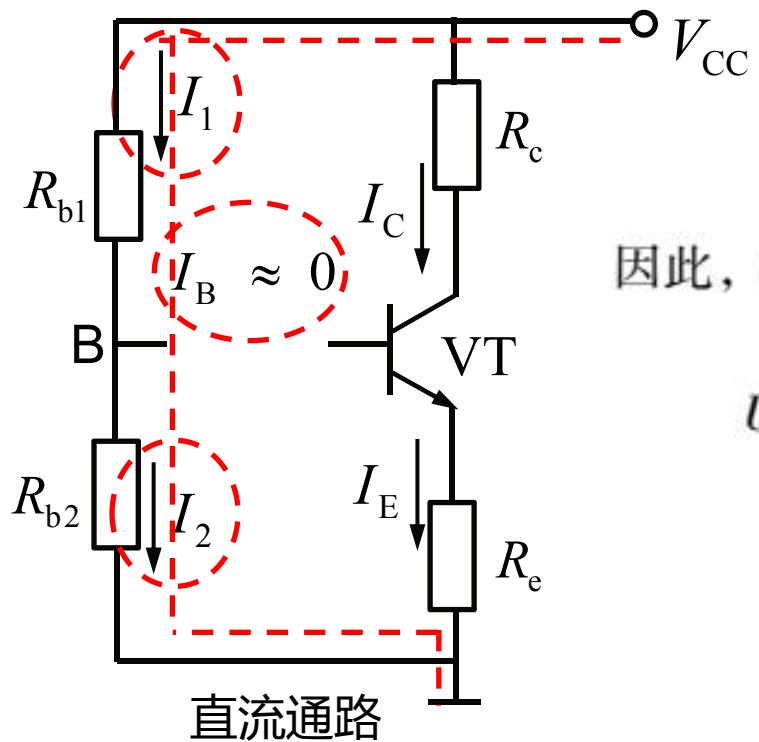 V_CC
I_1
R_c
R_b1
I_C
I_B ≈ 0
因此，
B
VT
R_b2
I_2
I_E
R_e
直流通路